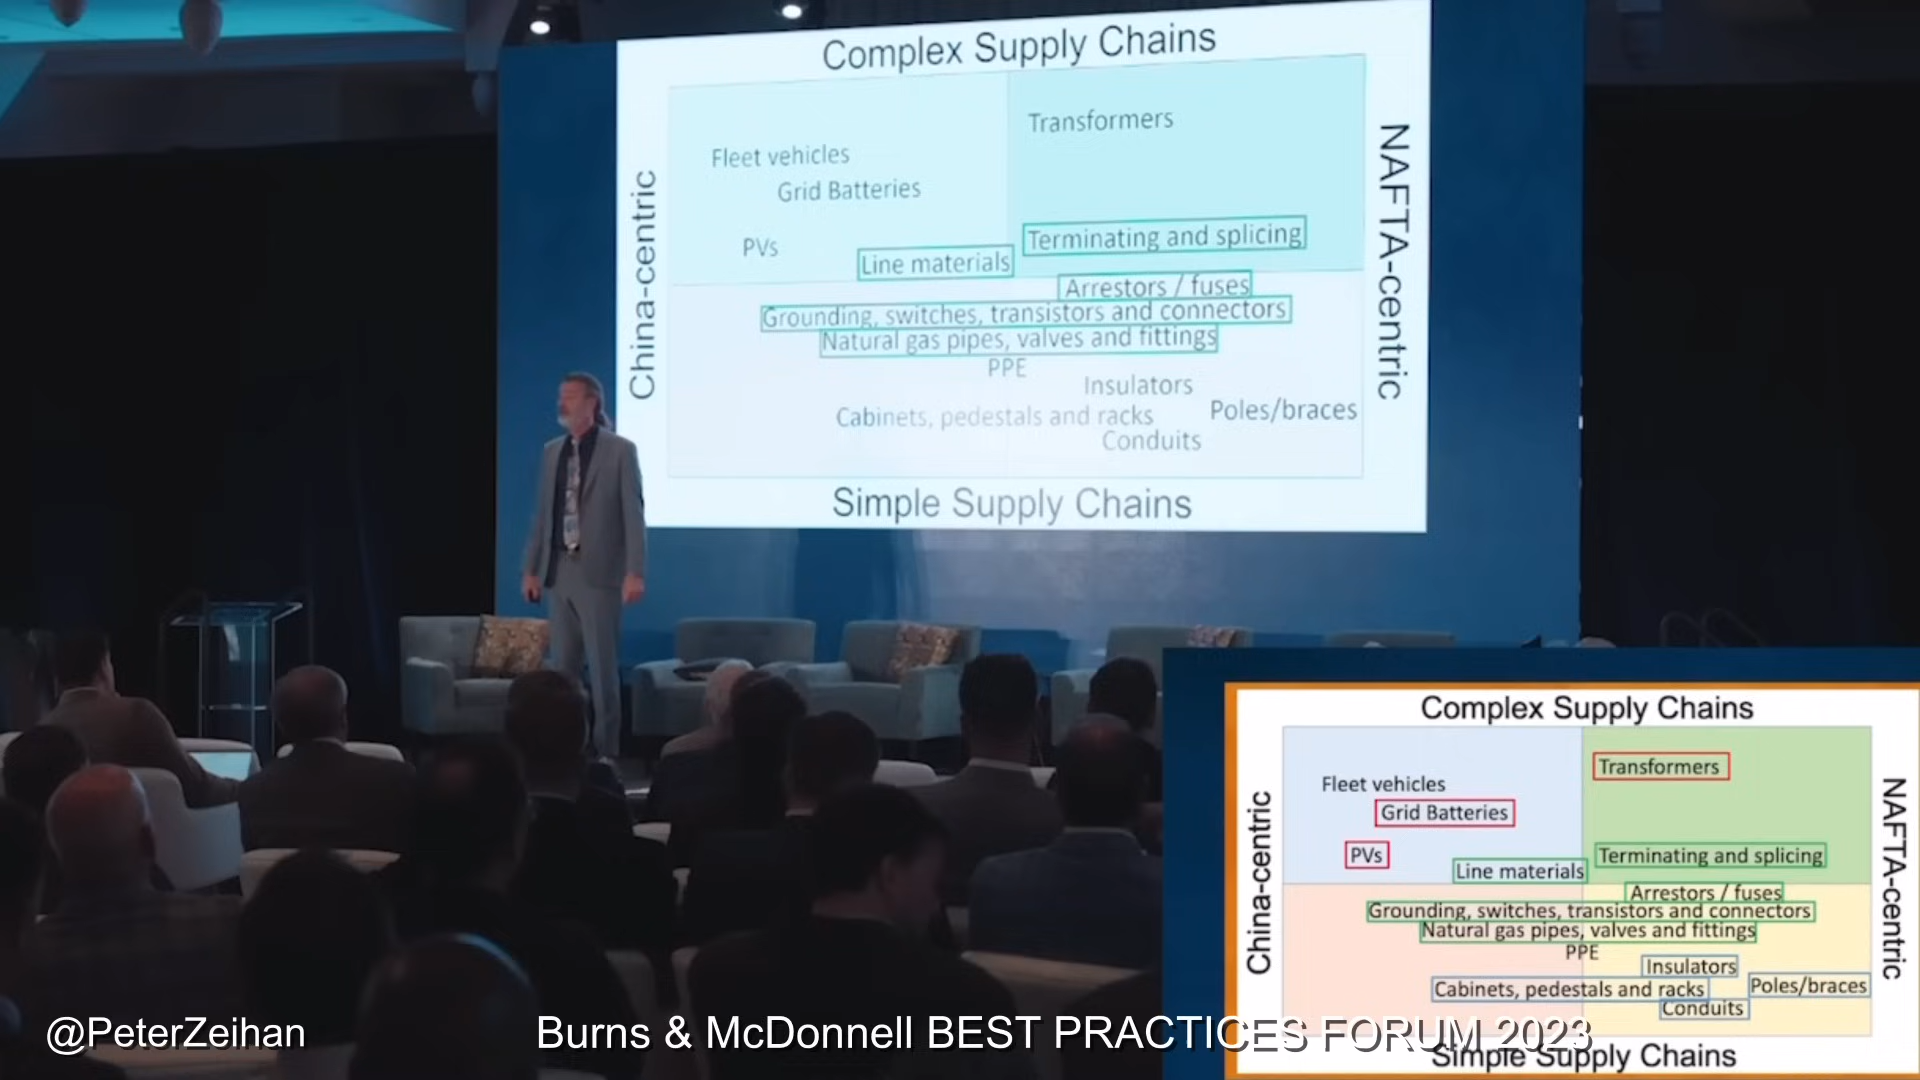 Complex Supply Chains
China-centric
NAFTA-centric
Transformers
Fleet vehicles
Grid Batteries
PVs
Line materials
Terminating and splicing
Arrestors / fuses
Grounding, switches, transistors and connectors
Natural gas pipes, valves and fittings
PPE
Insulators
Cabinets, pedestals and racks
Poles/braces
Conduits
Simple Supply Chains
Complex Supply Chains
China-centric
NAFTA-centric
Transformers
Fleet vehicles
Grid Batteries
PVs
Line materials
Terminating and splicing
Arrestors / fuses
Grounding, switches, transistors and connectors
Natural gas pipes, valves and fittings
PPE
Insulators
Cabinets, pedestals and racks
Poles/braces
Conduits
Simple Supply Chains
@PeterZeihan
Burns & McDonnell BEST PRACTICES FORUM 2023